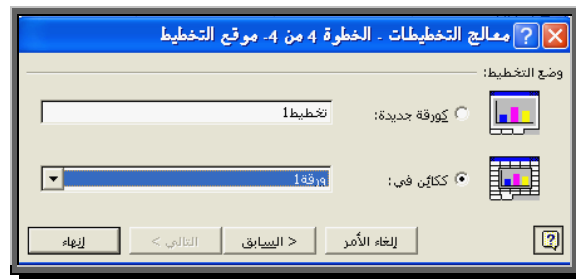 معالج التخطيطات - الخطوة 4 من 4- موقع التخطيط
وضع التخطيط:
كورقة جديدة: تخطيط1
ككائن في: ورقة1
إلغاء الأمر < السابق التالي > إنهاء